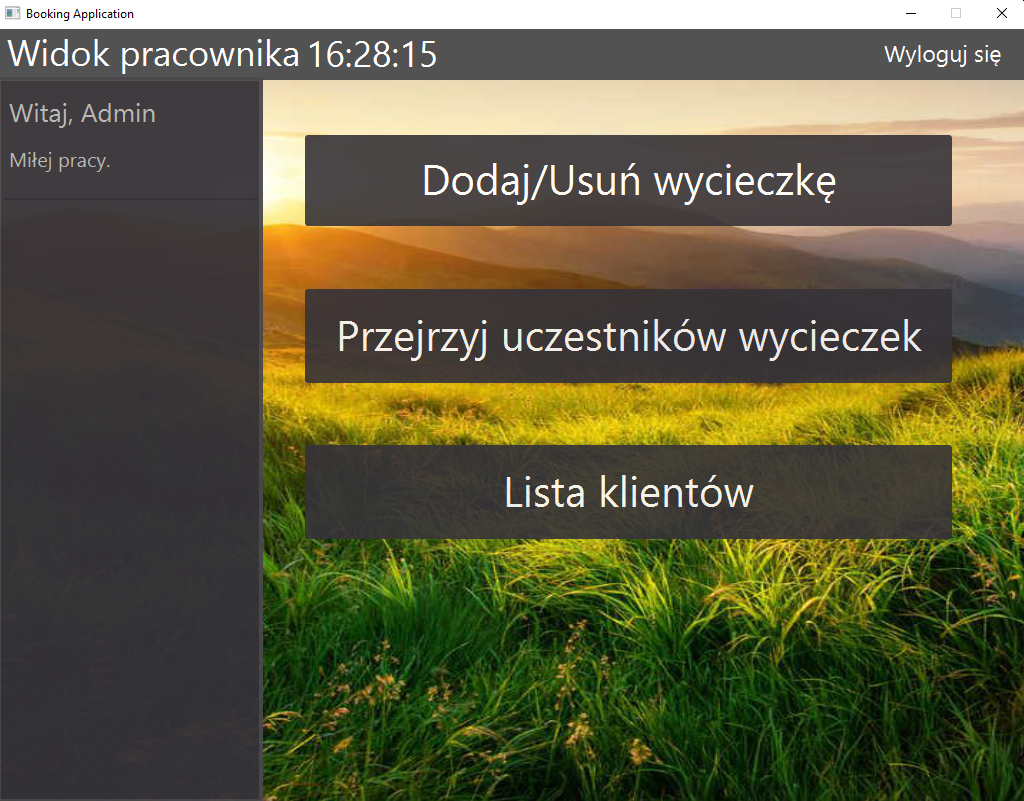 Booking Application
Widok pracownika 16:28:15
Wyloguj się
Witaj, Admin
Miłej pracy.
Dodaj/Usuń wycieczkę
Przejrzyj uczestników wycieczek
Lista klientów